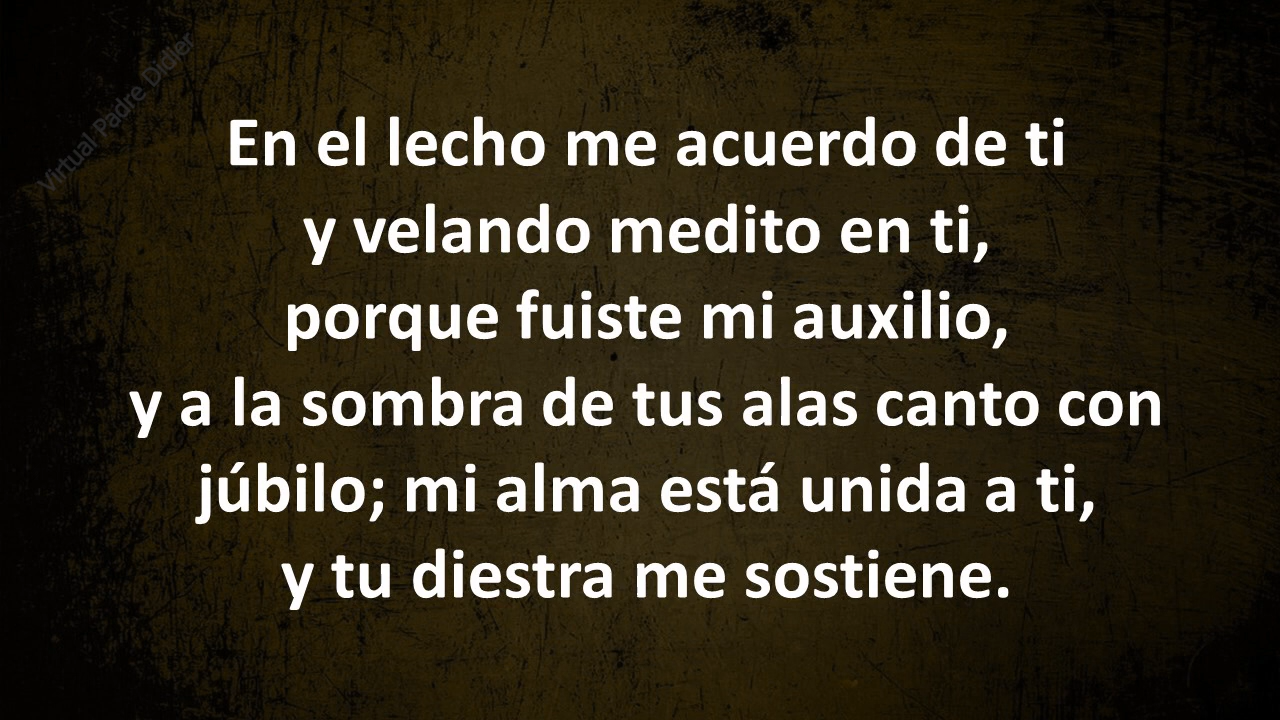 Virtual Padre Didier
En el lecho me acuerdo de ti
y velando medito en ti,
porque fuiste mi auxilio,
y a la sombra de tus alas canto con
júbilo; mi alma está unida a ti,
y tu diestra me sostiene.